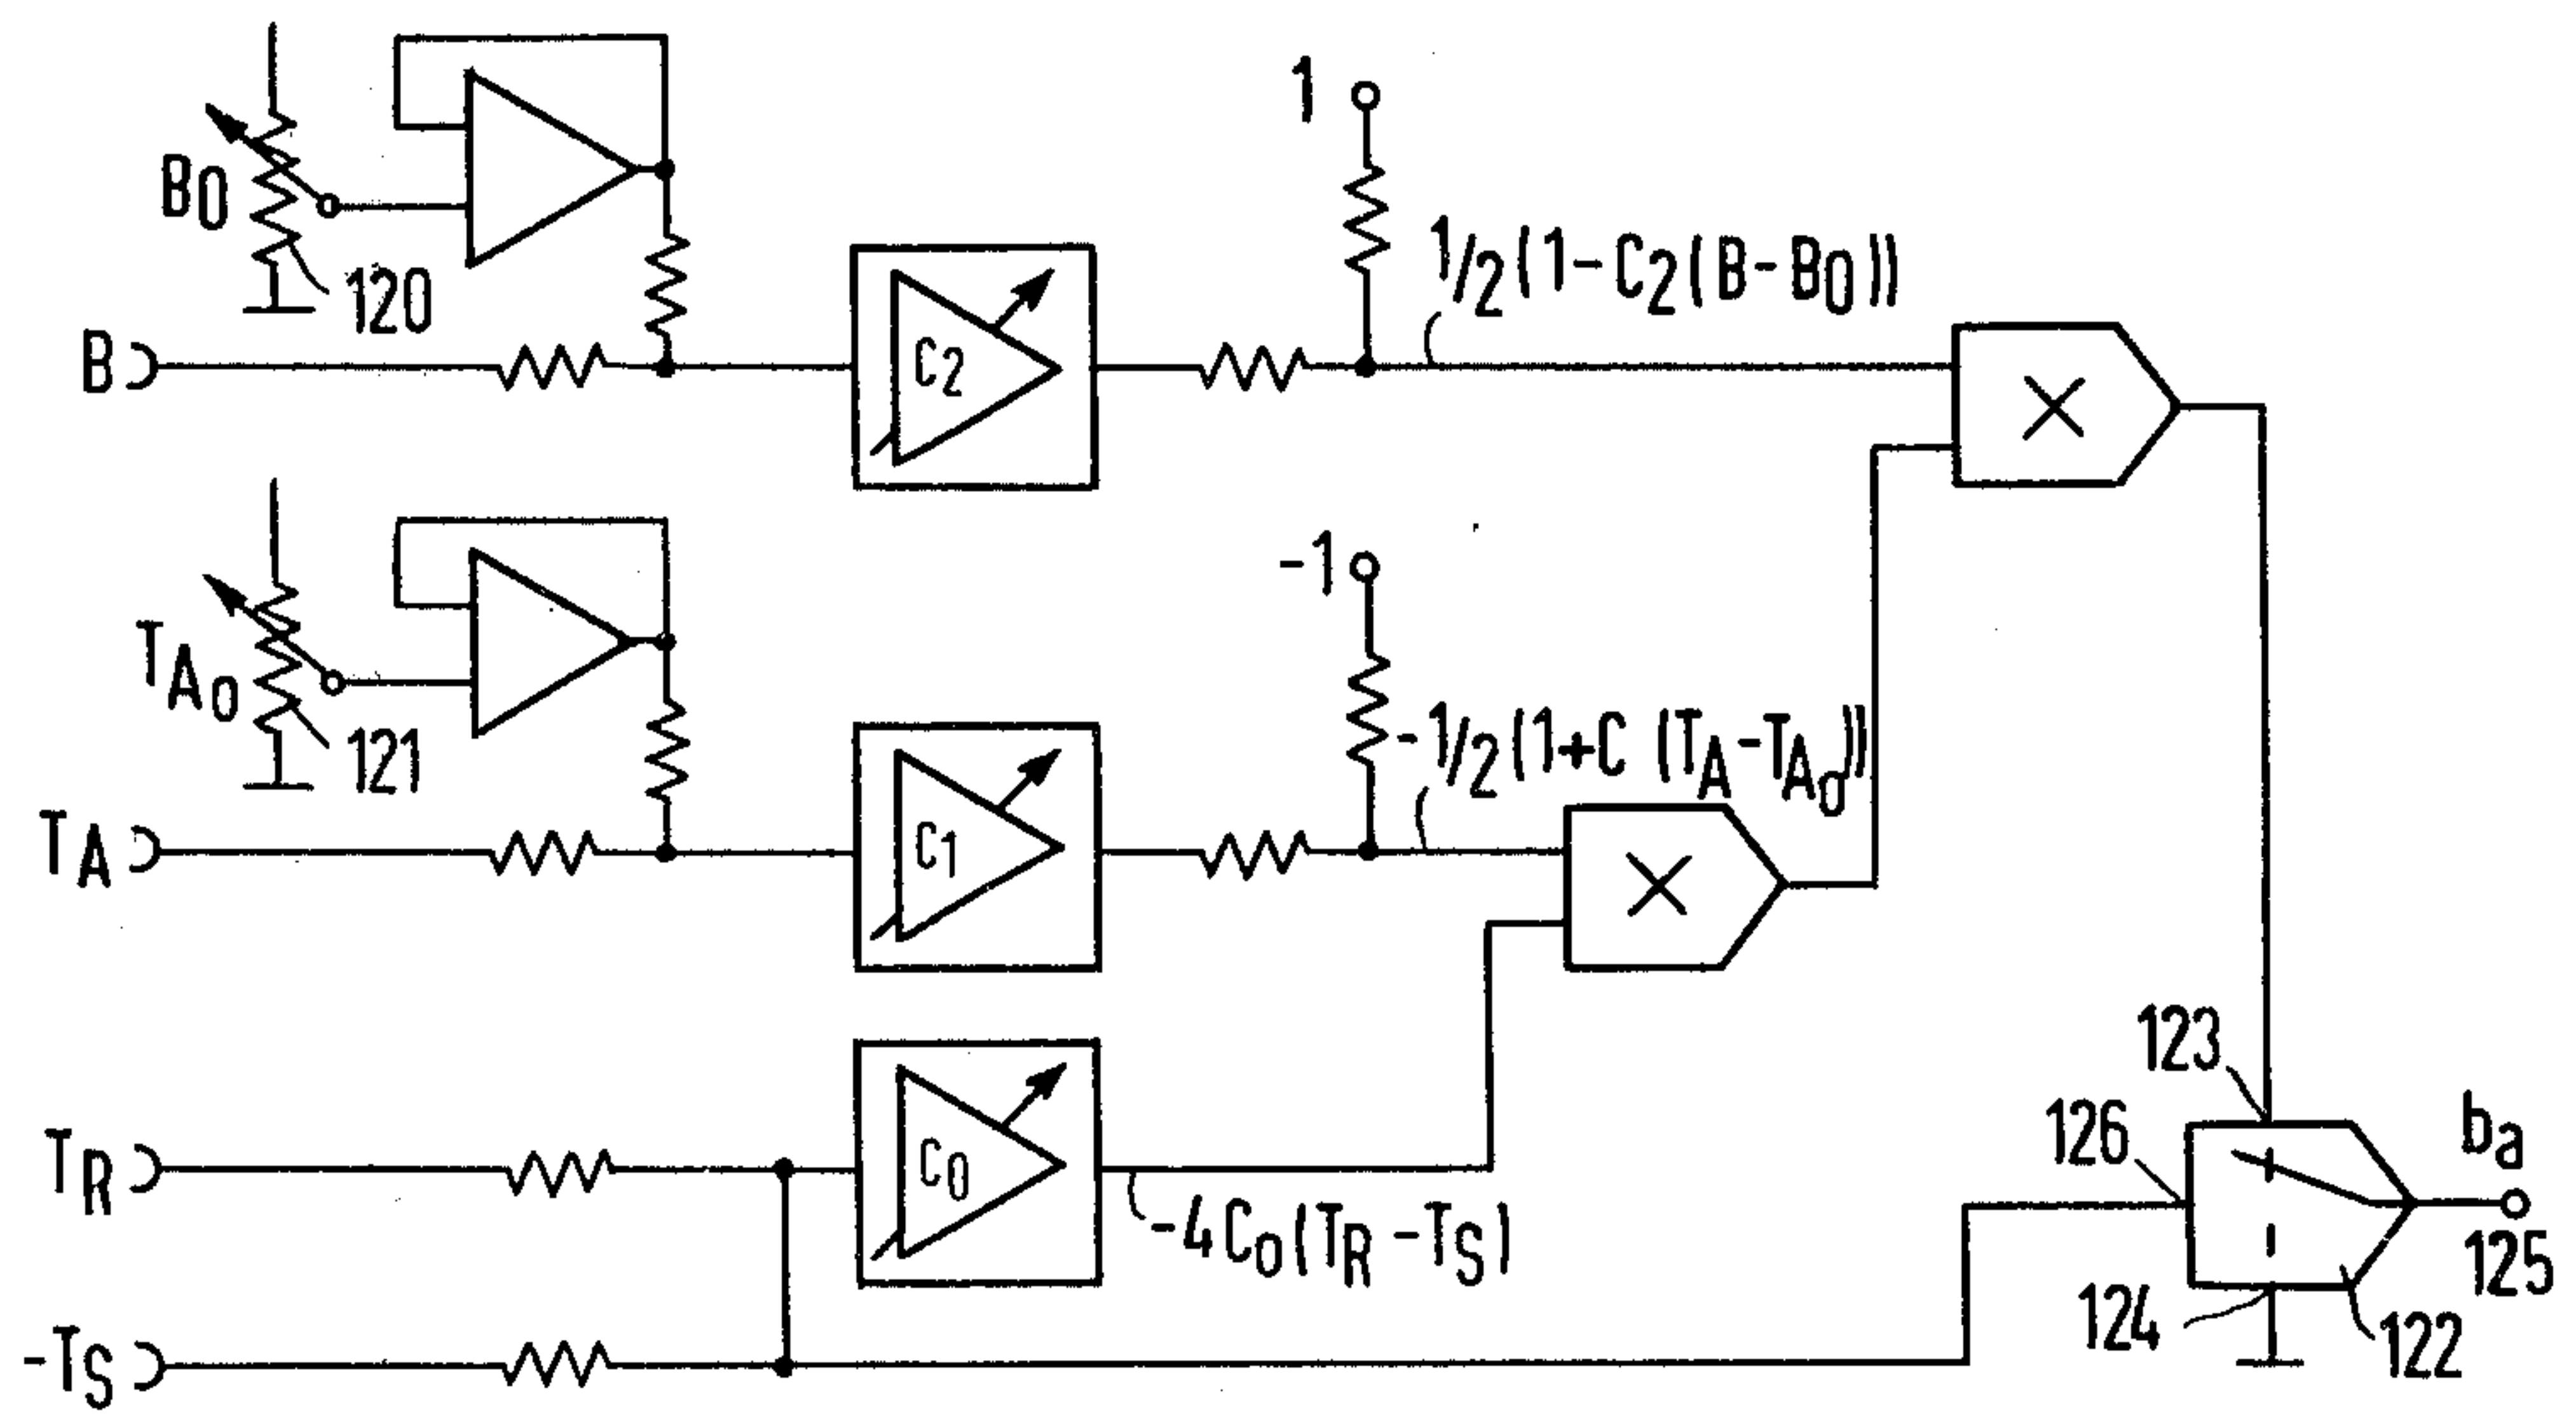 1
B0
120
1/2(1-C2(B-B0))
B
C2
X
-1
TA0
121
-1/2(1+C (TA-TA0))
TA
C1
X
123
126
ba
TR
C0
-4C0(TR-TS)
125
124
122
-TS